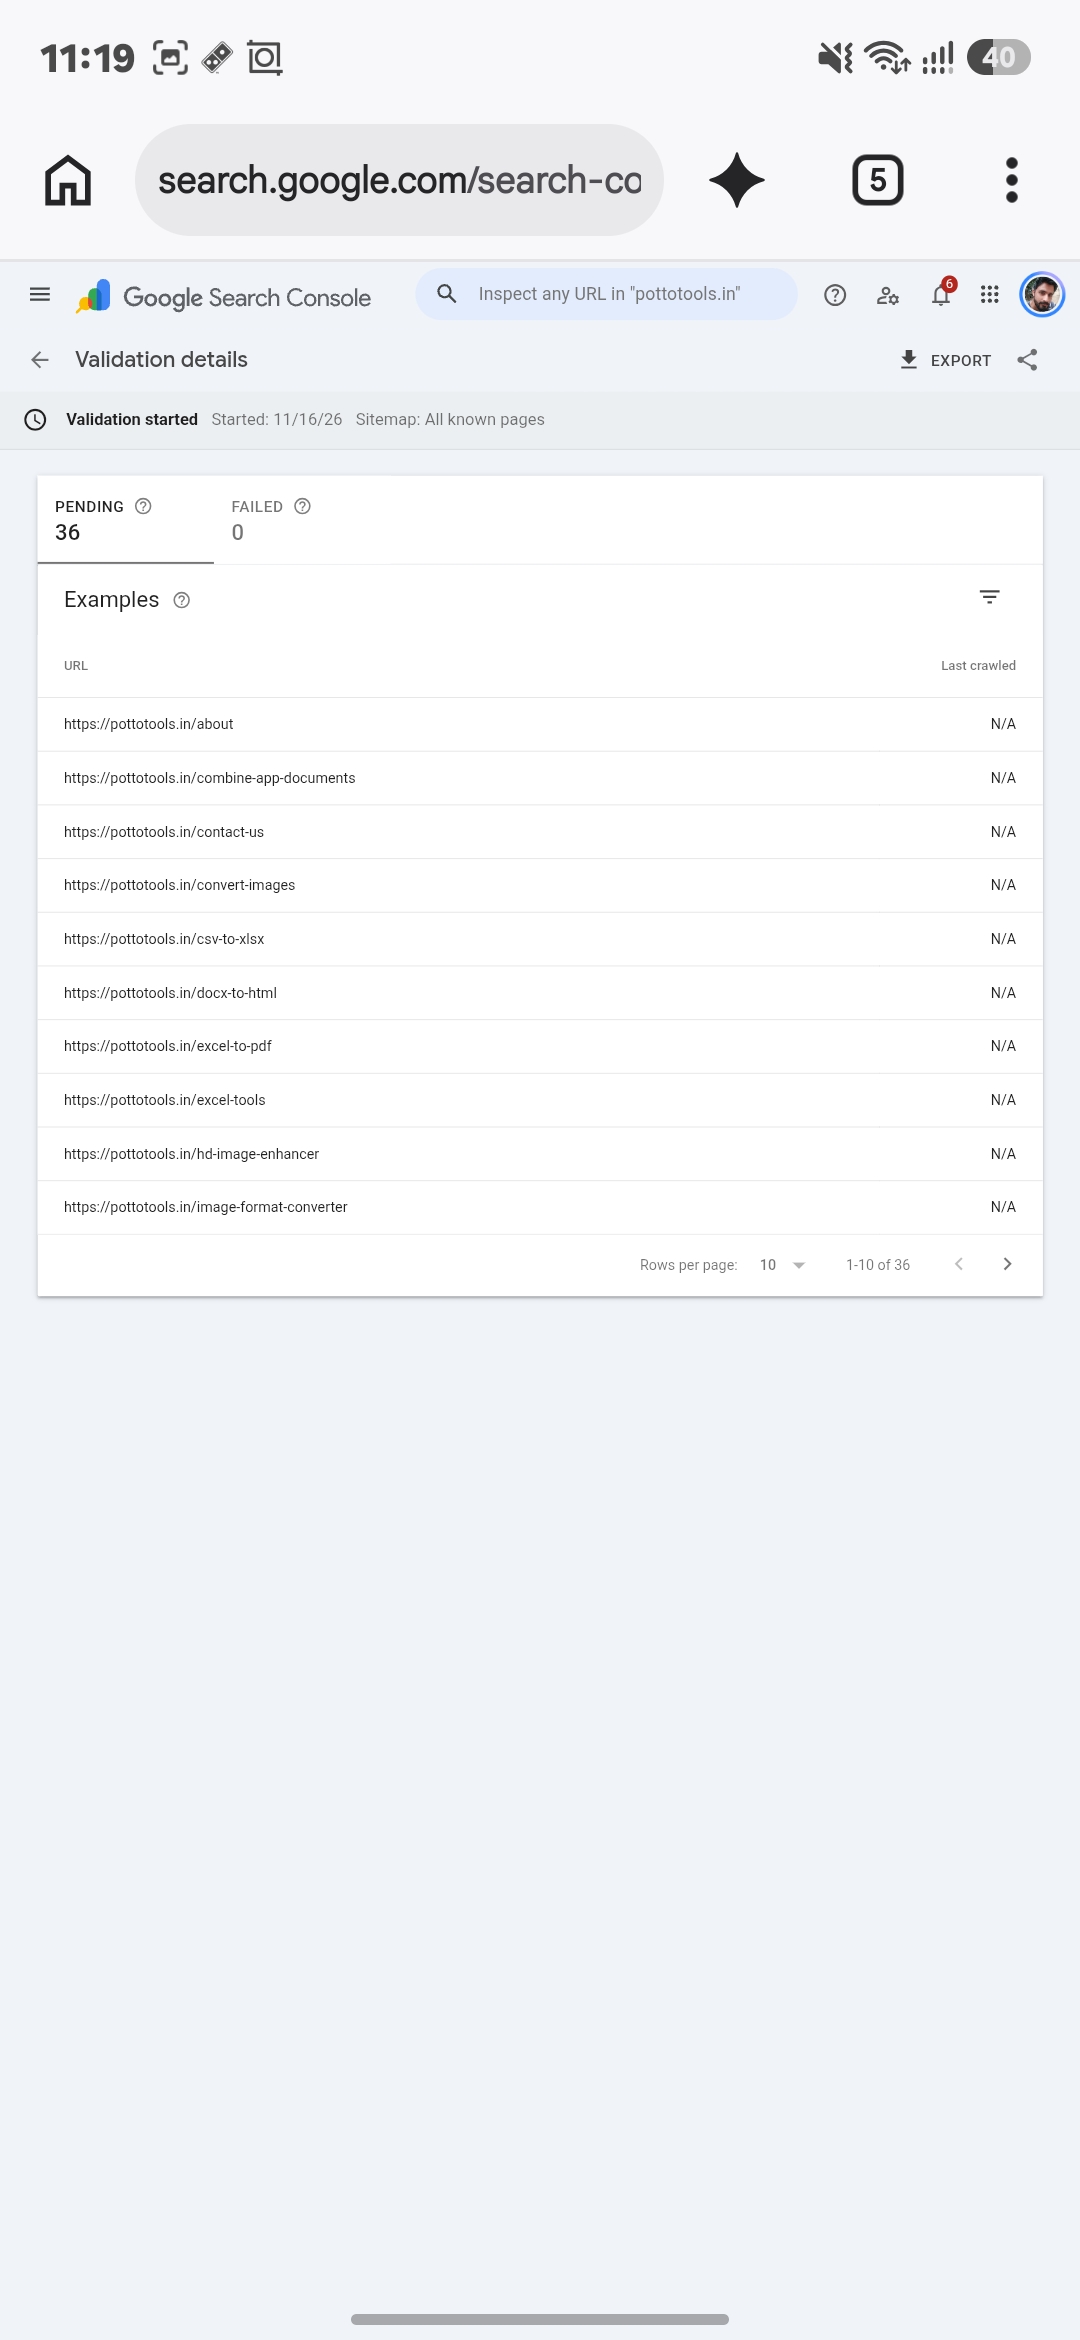 11:19
40
search.google.com/search-co
5
Google Search Console
Inspect any URL in "pottotools.in"
6
Validation details
EXPORT
Validation started Started: 11/16/26 Sitemap: All known pages
PENDING
36
FAILED
0
Examples
URL Last crawled
https://pottotools.in/about N/A
https://pottotools.in/combine-app-documents N/A
https://pottotools.in/contact-us N/A
https://pottotools.in/convert-images N/A
https://pottotools.in/csv-to-xlsx N/A
https://pottotools.in/docx-to-html N/A
https://pottotools.in/excel-to-pdf N/A
https://pottotools.in/excel-tools N/A
https://pottotools.in/hd-image-enhancer N/A
https://pottotools.in/image-format-converter N/A
Rows per page: 10 1-10 of 36